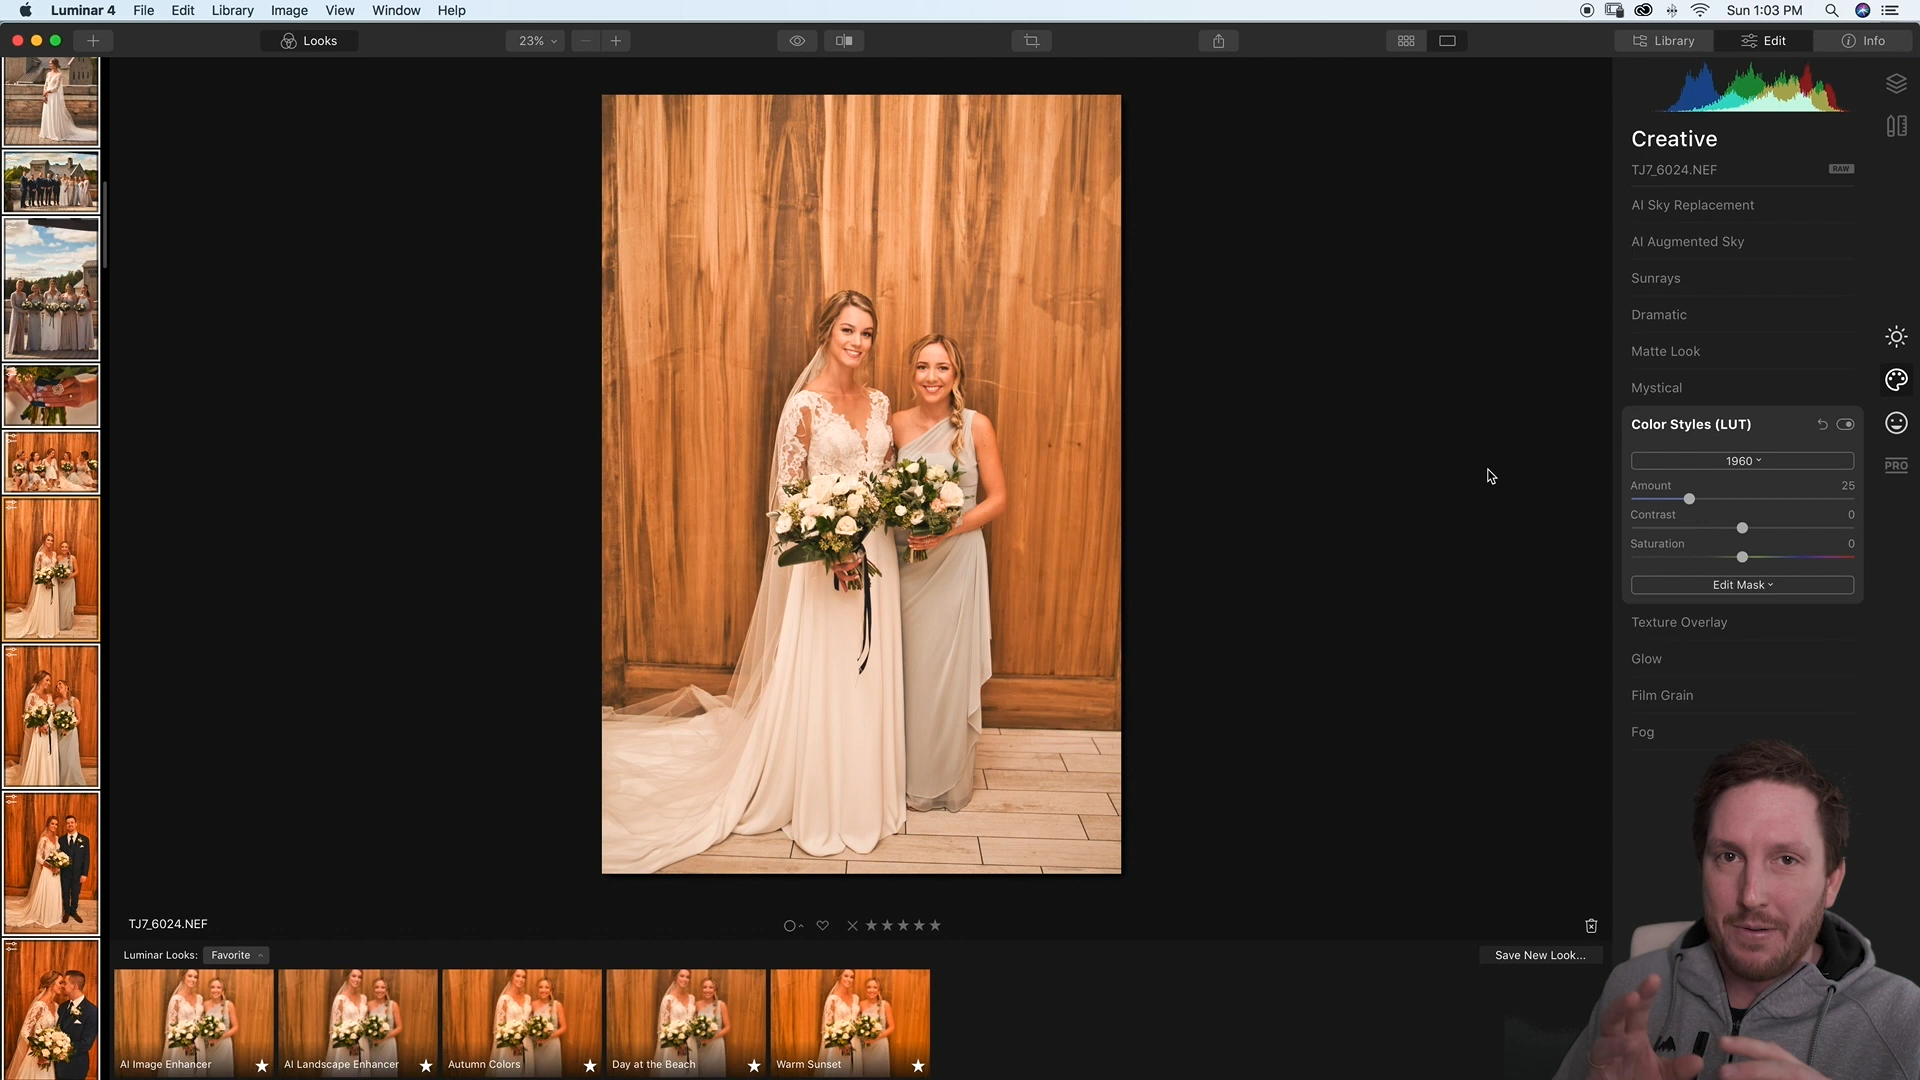 Luminar 4 File Edit Library Image View Window Help
Sun 1:03 PM
Looks
23%
Library
Edit
Info
Creative
TJ7_6024.NEF
RAW
AI Sky Replacement
AI Augmented Sky
Sunrays
Dramatic
Matte Look
Mystical
Color Styles (LUT)
1960
Amount 25
Contrast 0
Saturation 0
Edit Mask
Texture Overlay
Glow
Film Grain
Fog
PRO
TJ7_6024.NEF
Luminar Looks: Favorite
Save New Look...
AI Image Enhancer
AI Landscape Enhancer
Autumn Colors
Day at the Beach
Warm Sunset